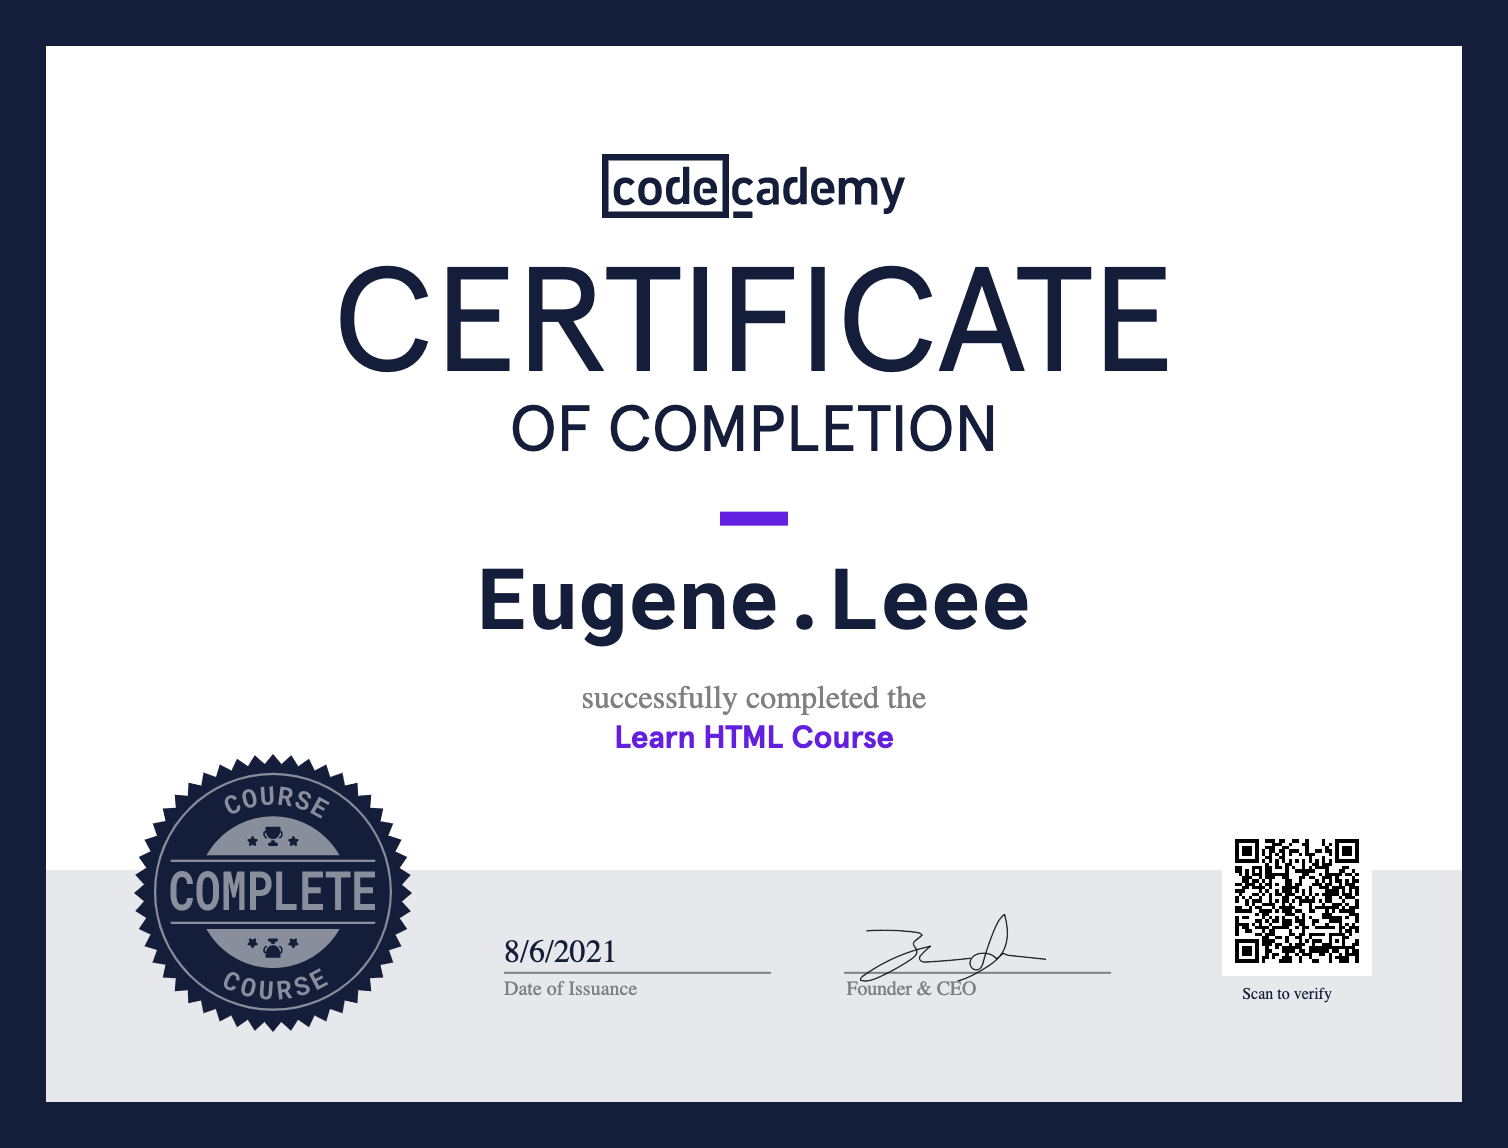 codecademy
CERTIFICATE
OF COMPLETION
Eugene.Leee
successfully completed the
Learn HTML Course
COURSE
COMPLETE
COURSE
8/6/2021
Date of Issuance
Founder & CEO
Scan to verify